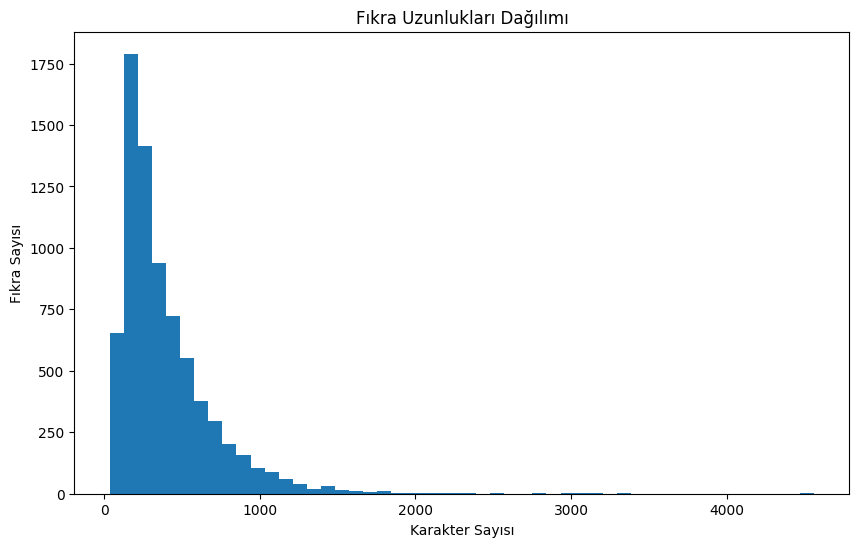 Fıkra Uzunlukları Dağılımı
Fıkra Sayısı
1750
1500
1250
1000
750
500
250
0
0 1000 2000 3000 4000
Karakter Sayısı